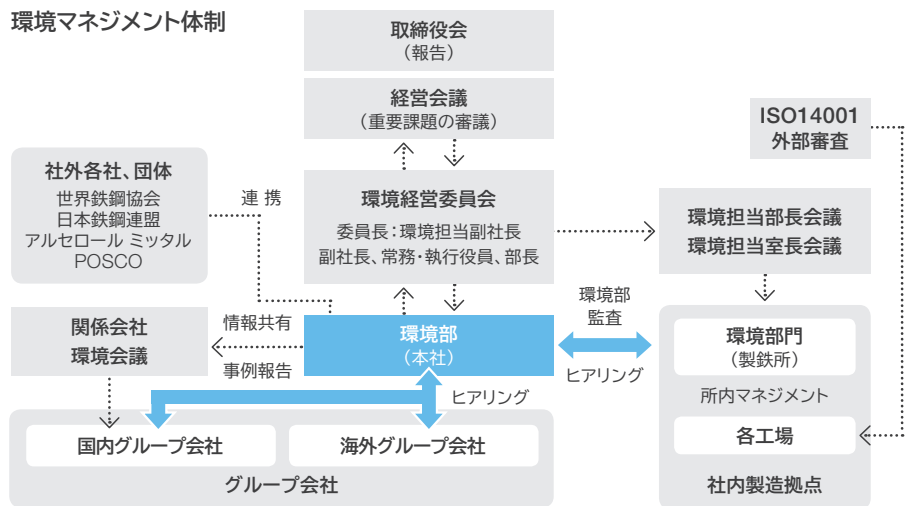 環境マネジメント体制
取締役会
（報告）
経営会議
（重要課題の審議）
ISO14001
外部審査
社外各社、団体
世界鉄鋼協会
日本鉄鋼連盟
アルセロール ミッタル
POSCO
連 携
環境経営委員会
委員長：環境担当副社長
副社長、常務・執行役員、部長
環境担当部長会議
環境担当室長会議
関係会社
環境会議
情報共有
事例報告
環境部
（本社）
環境部
監査
ヒアリング
環境部門
（製鉄所）
所内マネジメント
各工場
社内製造拠点
ヒアリング
国内グループ会社
海外グループ会社
グループ会社